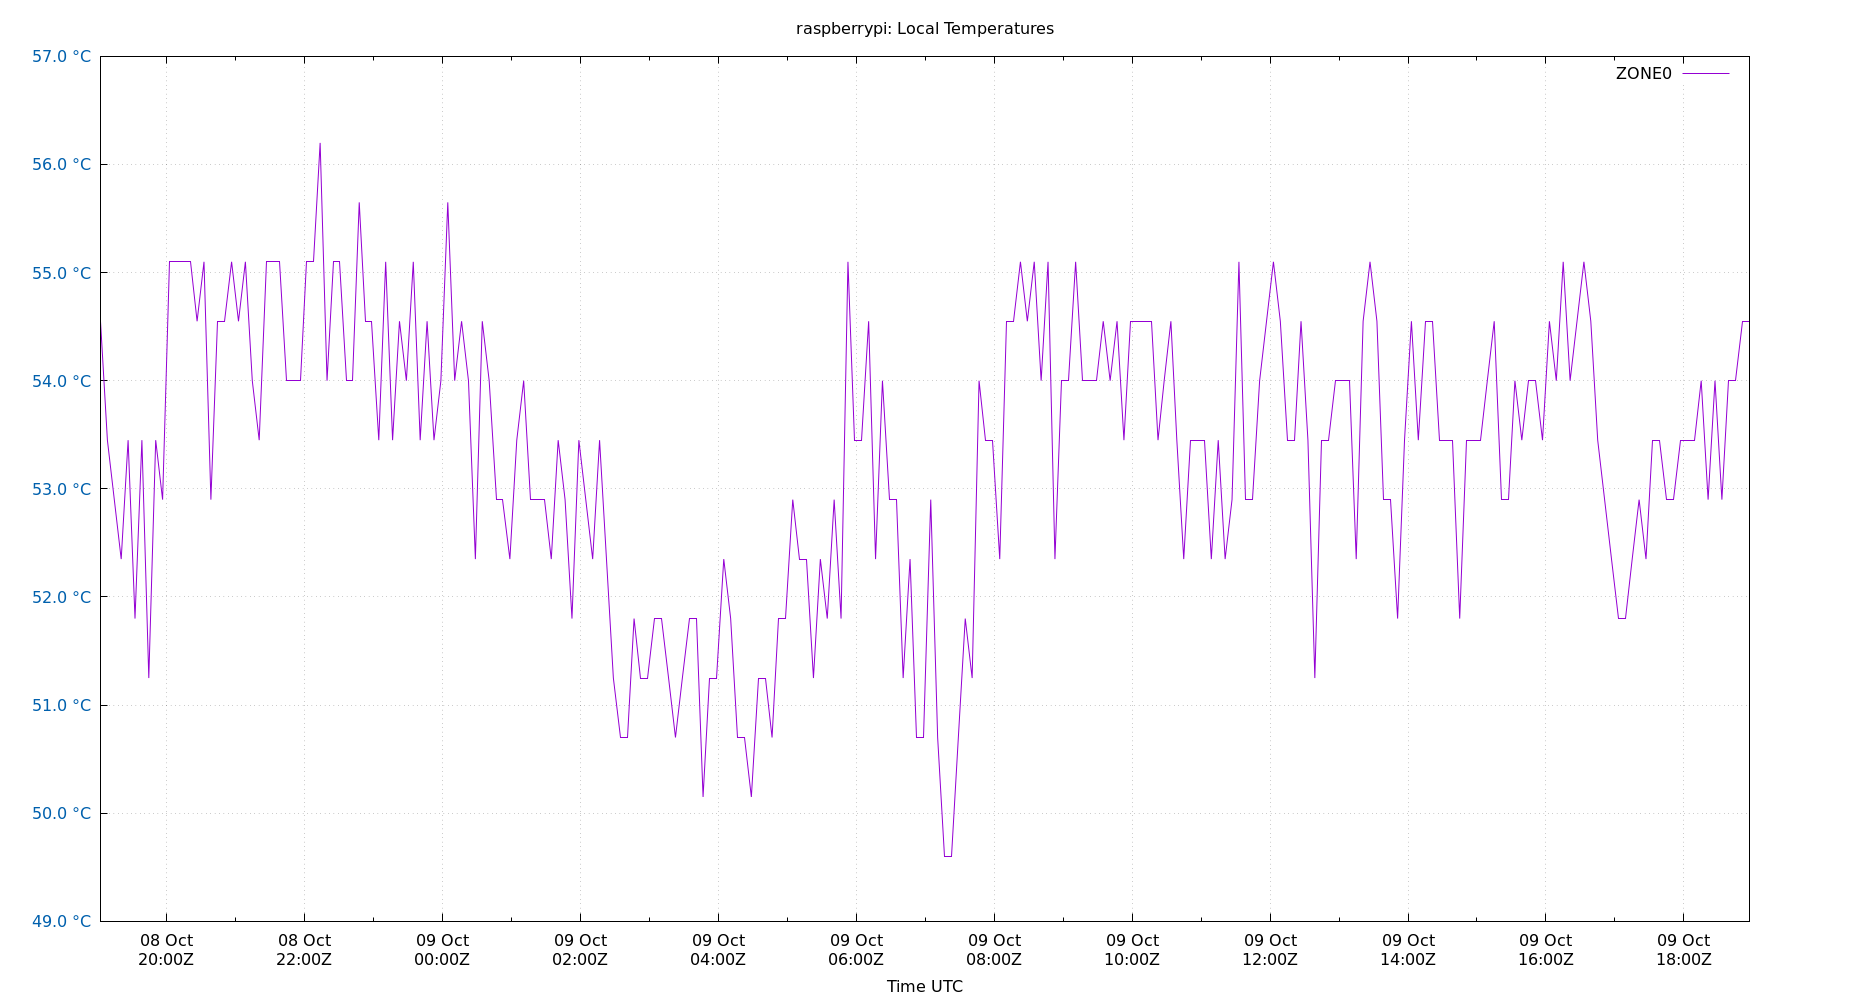 raspberrypi: Local Temperatures
57.0 °C
ZONE0
56.0 °C
55.0 °C
54.0 °C
53.0 °C
52.0 °C
51.0 °C
50.0 °C
49.0 °C
08 Oct 08 Oct 09 Oct 09 Oct 09 Oct 09 Oct 09 Oct 09 Oct 09 Oct 09 Oct 09 Oct 09 Oct
20:00Z 22:00Z 00:00Z 02:00Z 04:00Z 06:00Z 08:00Z 10:00Z 12:00Z 14:00Z 16:00Z 18:00Z
Time UTC